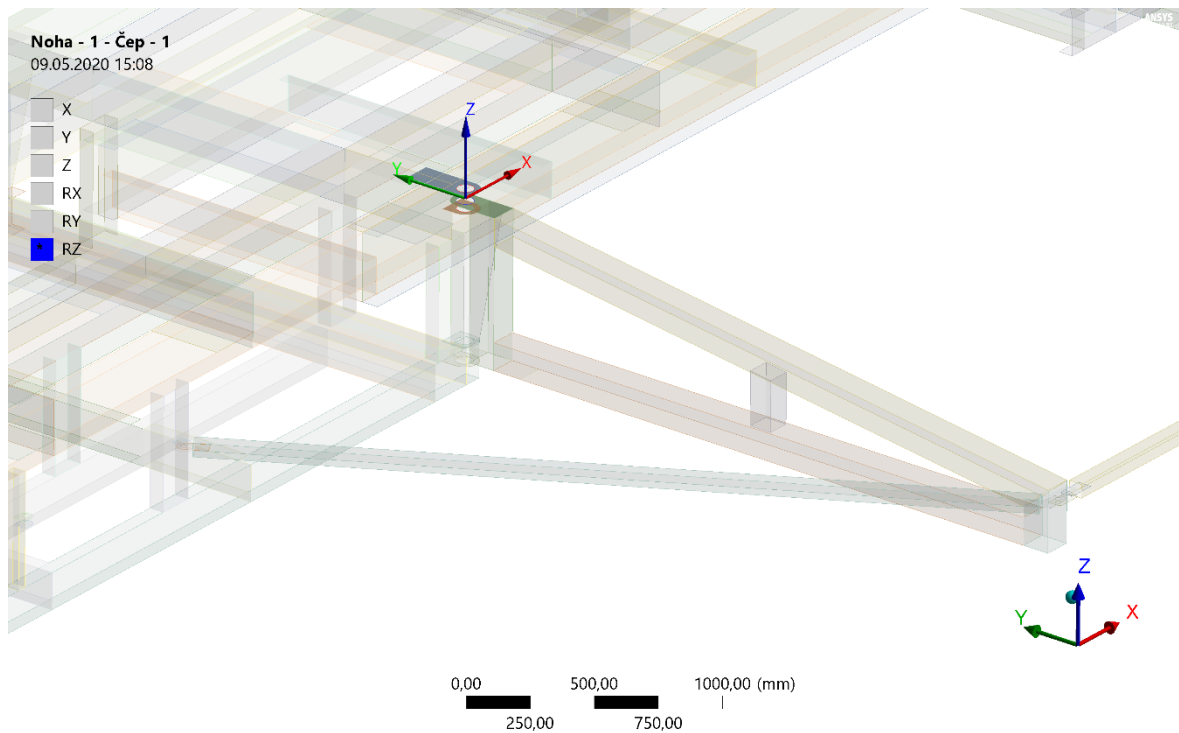 ANSYS
Noha - 1 - Čep - 1
09.05.2020 15:08
X
Y
Z
RX
RY
RZ
Z
Y
X
Z
Y
X
0,00 500,00 1000,00 (mm)
250,00 750,00